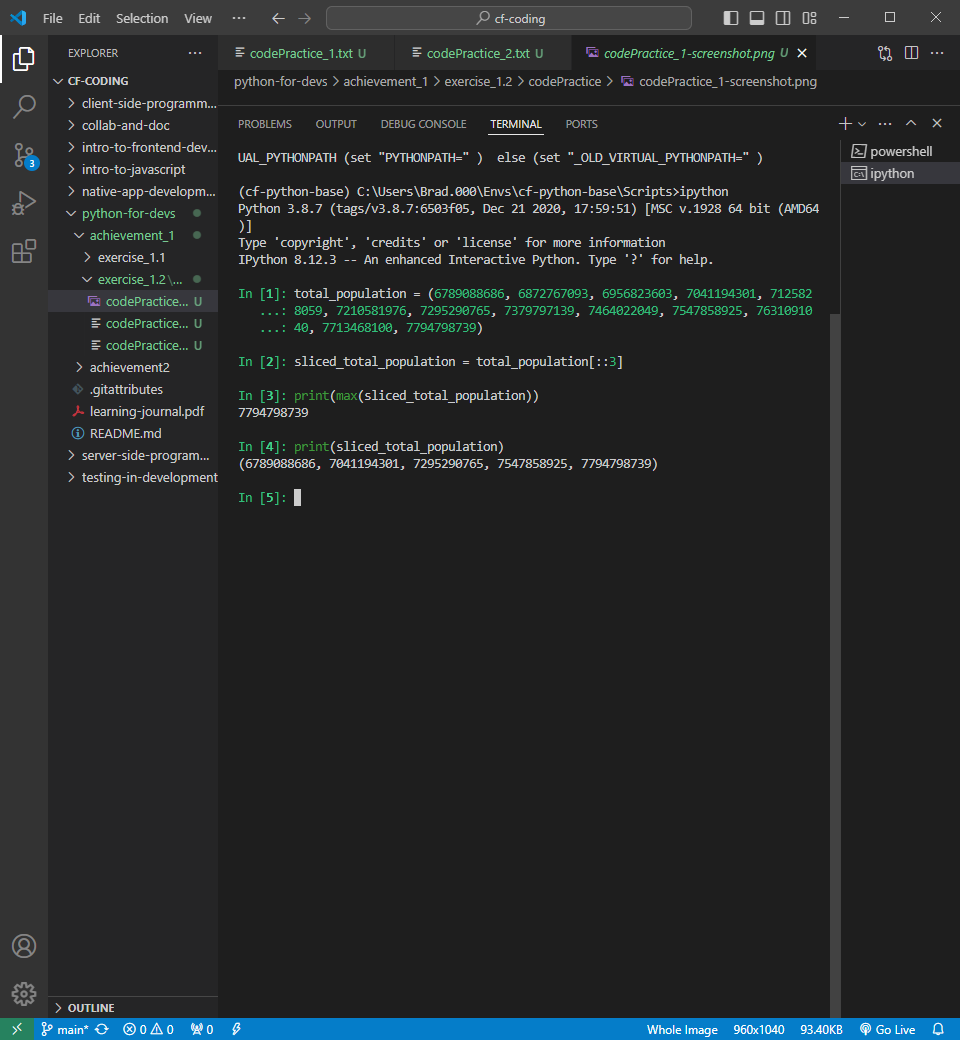 File Edit Selection View ··· cf-coding
EXPLORER ···
CF-CODING
client-side-programm...
collab-and-doc
intro-to-frontend-dev...
intro-to-javascript
native-app-developm...
python-for-devs
achievement_1
exercise_1.1
exercise_1.2 \...
codePractice... U
codePractice... U
codePractice... U
achievement2
.gitattributes
learning-journal.pdf
README.md
server-side-program...
testing-in-development
OUTLINE
3
codePractice_1.txt U codePractice_2.txt U codePractice_1-screenshot.png U
python-for-devs > achievement_1 > exercise_1.2 > codePractice > codePractice_1-screenshot.png
PROBLEMS OUTPUT DEBUG CONSOLE TERMINAL PORTS
powershell
ipython
UAL_PYTHONPATH (set "PYTHONPATH=" )  else (set "_OLD_VIRTUAL_PYTHONPATH=" )
(cf-python-base) C:\Users\Brad.000\Envs\cf-python-base\Scripts>ipython
Python 3.8.7 (tags/v3.8.7:6503f05, Dec 21 2020, 17:59:51) [MSC v.1928 64 bit (AMD64
)]
Type 'copyright', 'credits' or 'license' for more information
IPython 8.12.3 -- An enhanced Interactive Python. Type '?' for help.
In [1]: total_population = (6789088686, 6872767093, 6956823603, 7041194301, 712582
...: 8059, 7210581976, 7295290765, 7379797139, 7464022049, 7547858925, 76310910
...: 40, 7713468100, 7794798739)
In [2]: sliced_total_population = total_population[::3]
In [3]: print(max(sliced_total_population))
7794798739
In [4]: print(sliced_total_population)
(6789088686, 7041194301, 7295290765, 7547858925, 7794798739)
In [5]:
main* 0 0 0 Whole Image 960x1040 93.40KB Go Live